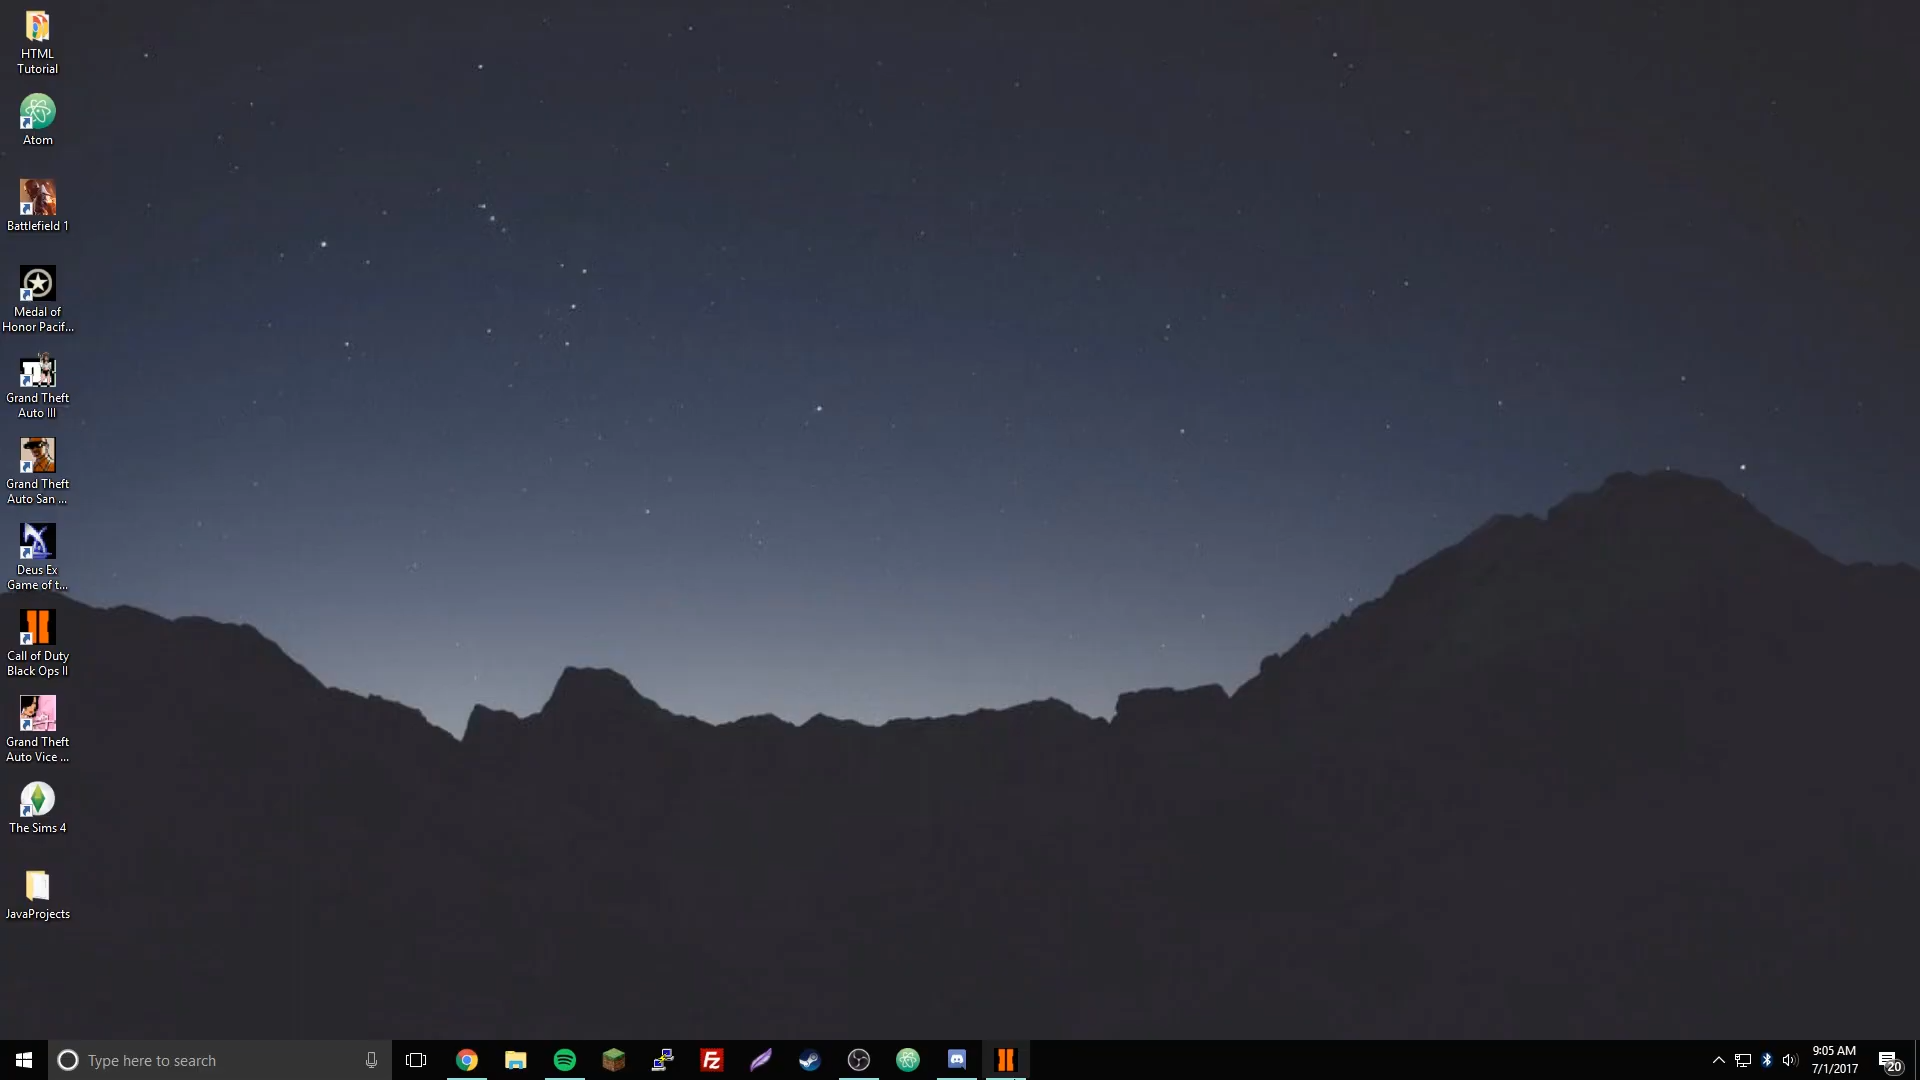 HTML
Tutorial
Atom
Battlefield 1
Medal of
Honor Pacif...
Grand Theft
Auto III
Grand Theft
Auto San ...
Deus Ex
Game of t...
Call of Duty
Black Ops II
Grand Theft
Auto Vice ...
The Sims 4
JavaProjects
Type here to search
9:05 AM
7/1/2017
20